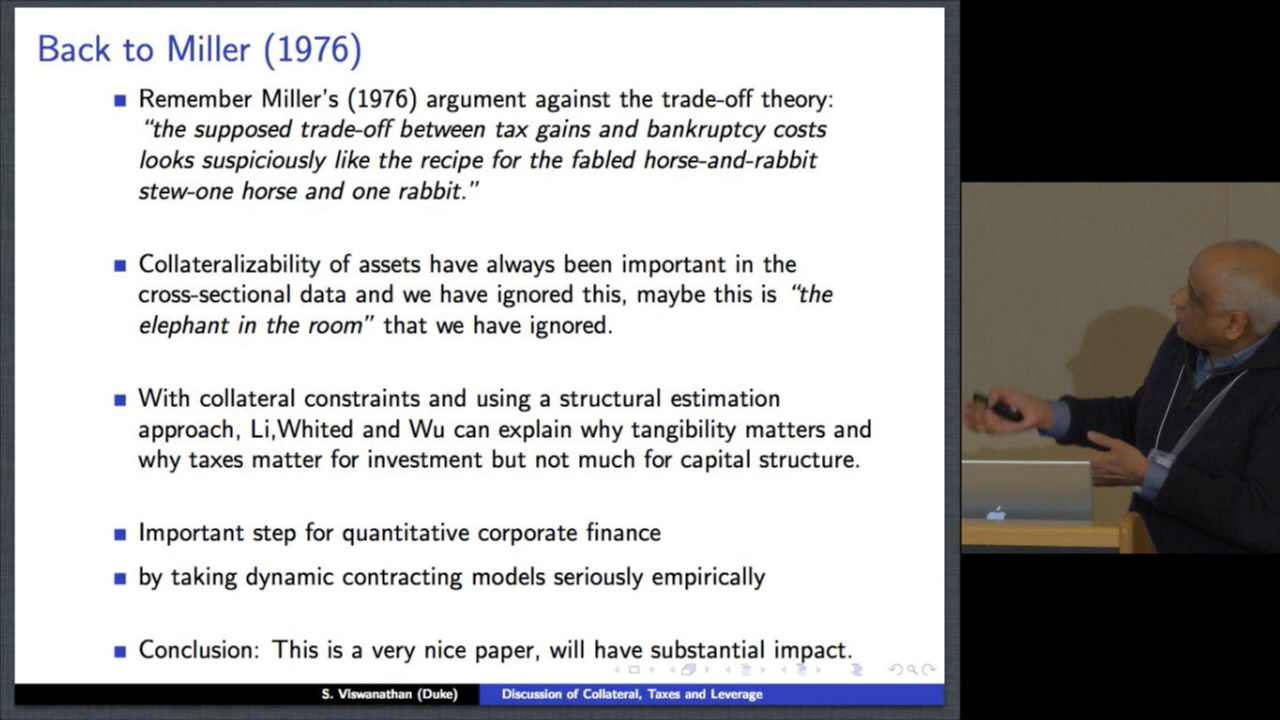 Back to Miller (1976)
Remember Miller's (1976) argument against the trade-off theory:
"the supposed trade-off between tax gains and bankruptcy costs
looks suspiciously like the recipe for the fabled horse-and-rabbit
stew-one horse and one rabbit."
Collateralizability of assets have always been important in the
cross-sectional data and we have ignored this, maybe this is "the
elephant in the room" that we have ignored.
With collateral constraints and using a structural estimation
approach, Li,Whited and Wu can explain why tangibility matters and
why taxes matter for investment but not much for capital structure.
Important step for quantitative corporate finance
by taking dynamic contracting models seriously empirically
Conclusion: This is a very nice paper, will have substantial impact.
S. Viswanathan (Duke) Discussion of Collateral, Taxes and Leverage